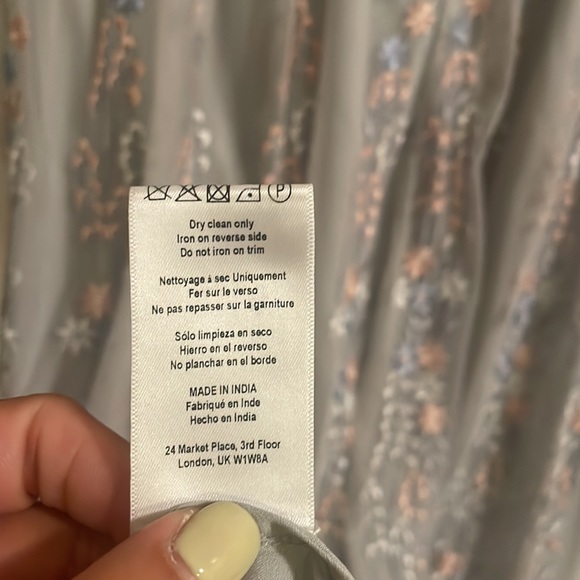 P
Dry clean only
Iron on reverse side
Do not iron on trim
Nettoyage à sec Uniquement
Fer sur le verso
Ne pas repasser sur la garniture
Sólo limpieza en seco
Hierro en el reverso
No planchar en el borde
MADE IN INDIA
Fabriqué en Inde
Hecho en India
24 Market Place, 3rd Floor
London, UK W1W8A